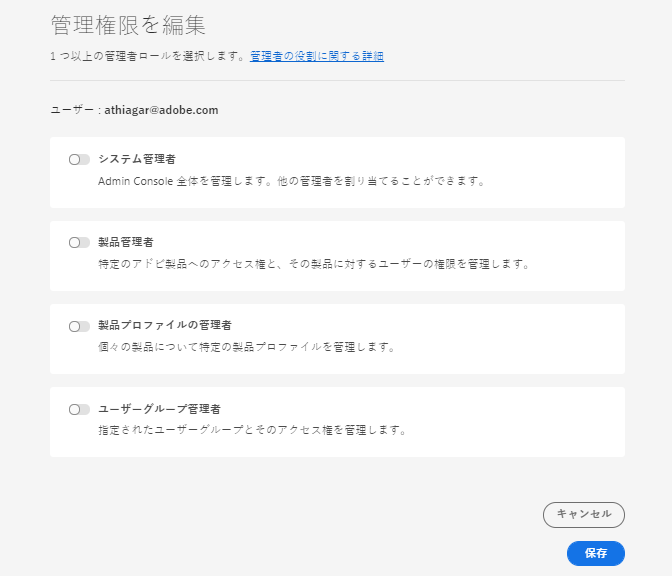 管理権限を編集
1 つ以上の管理者ロールを選択します。管理者の役割に関する詳細
ユーザー : athiagar@adobe.com
システム管理者
Admin Console 全体を管理します。他の管理者を割り当てることができます。
製品管理者
特定のアドビ製品へのアクセス権と、その製品に対するユーザーの権限を管理します。
製品プロファイルの管理者
個々の製品について特定の製品プロファイルを管理します。
ユーザーグループ管理者
指定されたユーザーグループとそのアクセス権を管理します。
キャンセル
保存